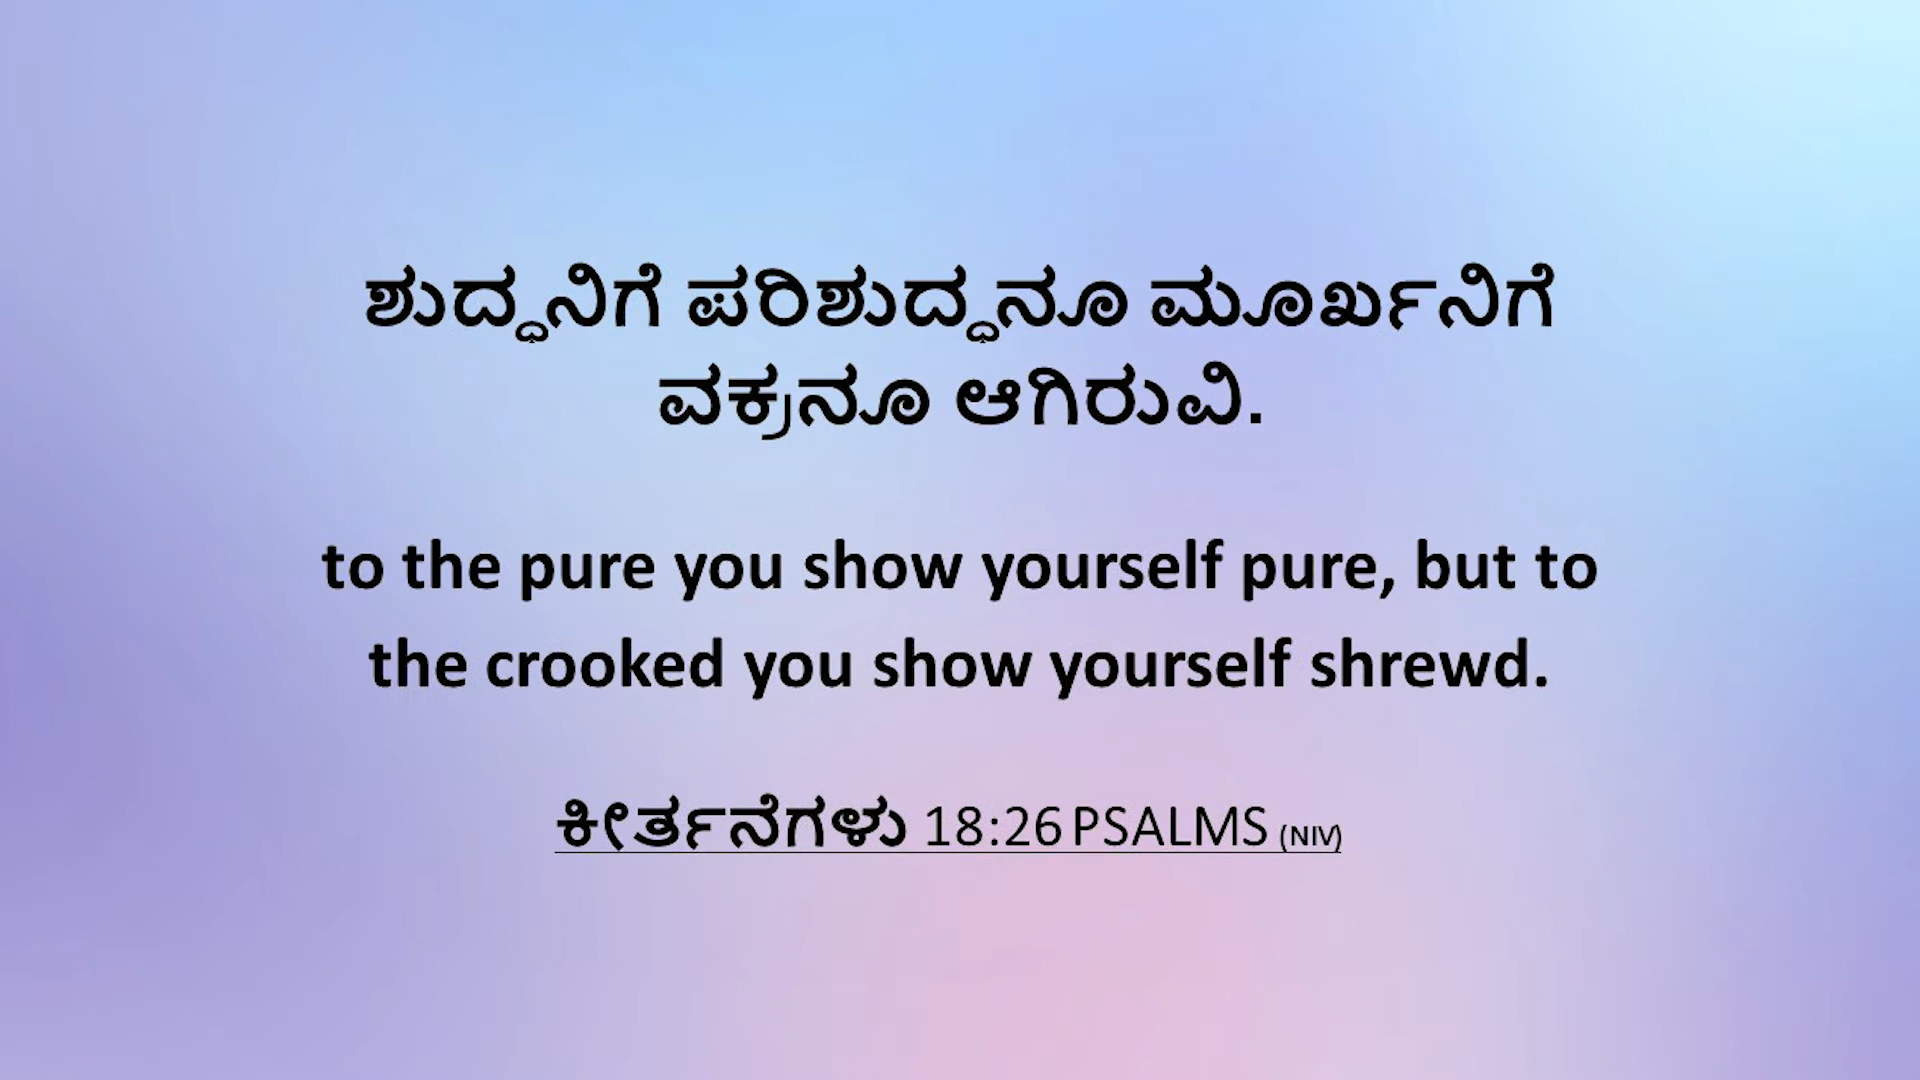 ಶುದ್ಧನಿಗೆ ಪರಿಶುದ್ಧನೂ ಮೂರ್ಖನಿಗೆ
ವಕ್ರನೂ ಆಗಿರುವಿ.
to the pure you show yourself pure, but to
the crooked you show yourself shrewd.
ಕೀರ್ತನೆಗಳು 18:26 PSALMS (NIV)